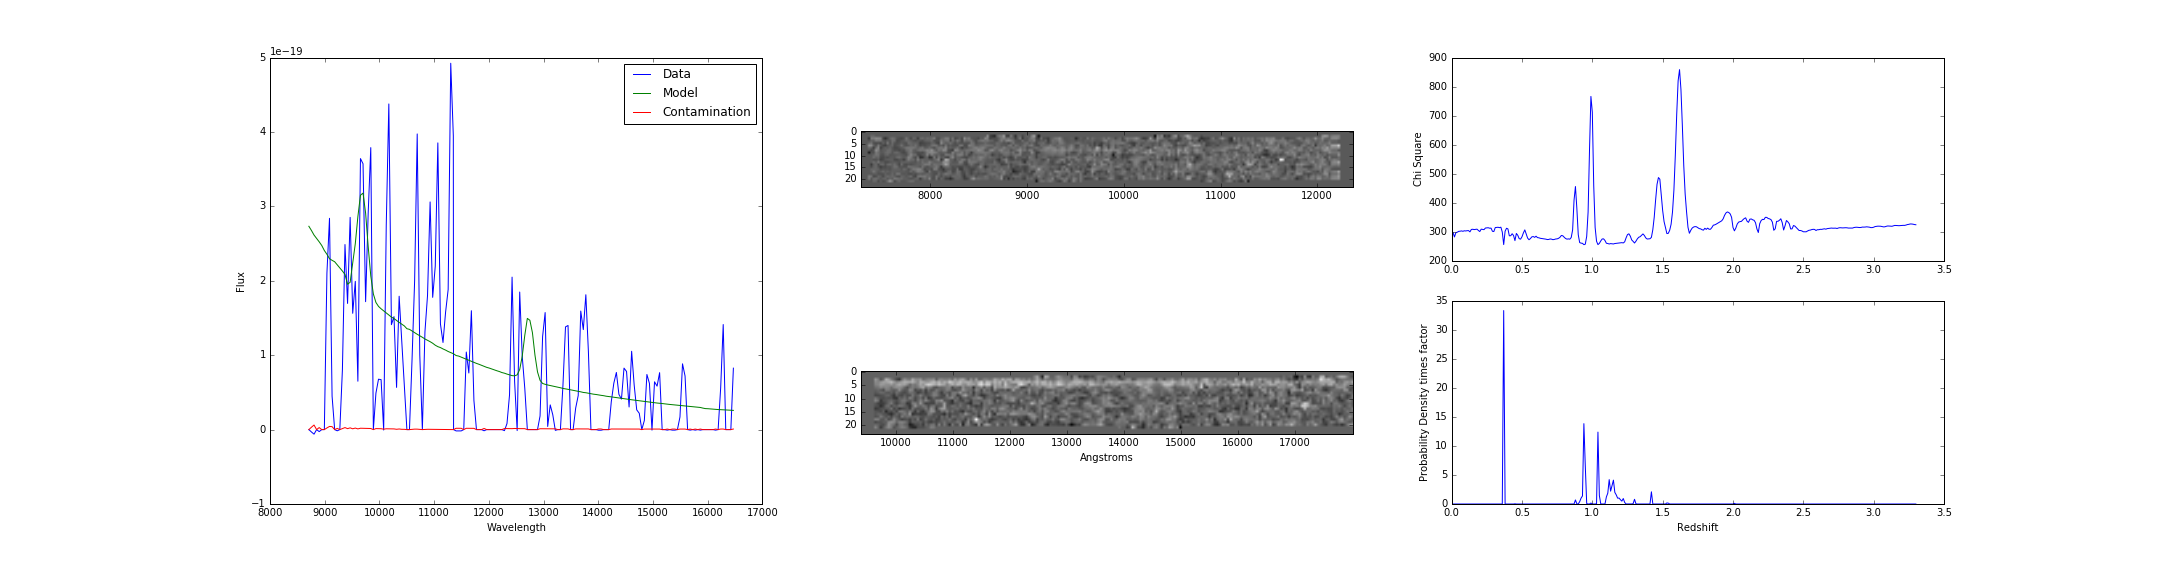 1e−19
5
4
3
2
1
0
−1
8000 9000 10000 11000 12000 13000 14000 15000 16000 17000
Flux
Wavelength
Data
Model
Contamination
0
5
10
15
20
8000 9000 10000 11000 12000
0
5
10
15
20
10000 11000 12000 13000 14000 15000 16000 17000
Angstroms
900
800
700
600
500
400
300
200
0.0 0.5 1.0 1.5 2.0 2.5 3.0 3.5
Chi Square
35
30
25
20
15
10
5
0
0.0 0.5 1.0 1.5 2.0 2.5 3.0 3.5
Probability Density times factor
Redshift